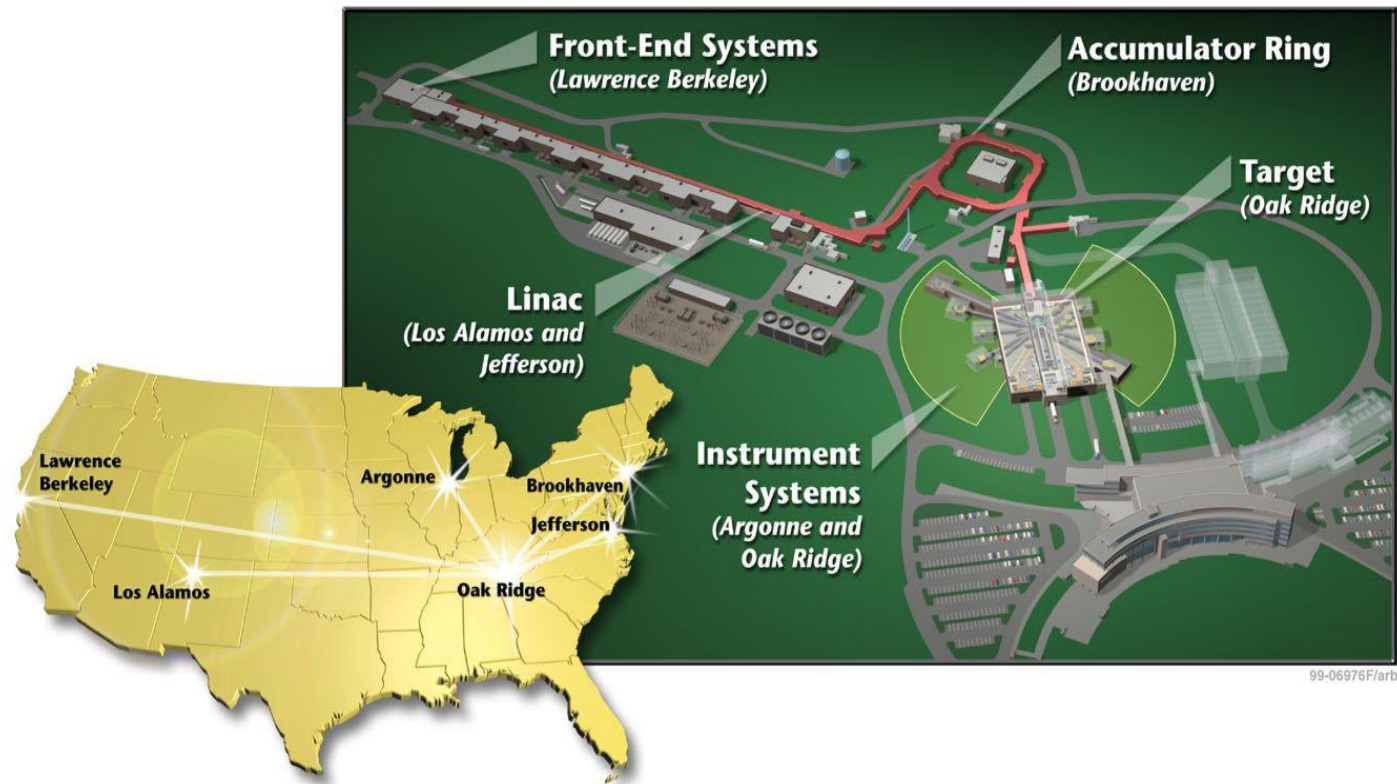 Front-End Systems
(Lawrence Berkeley)
Accumulator Ring
(Brookhaven)
Target
(Oak Ridge)
Linac
(Los Alamos and
Jefferson)
Instrument
Systems
(Argonne and
Oak Ridge)
Lawrence
Berkeley
Argonne
Brookhaven
Jefferson
Los Alamos
Oak Ridge
99-06976F/arb